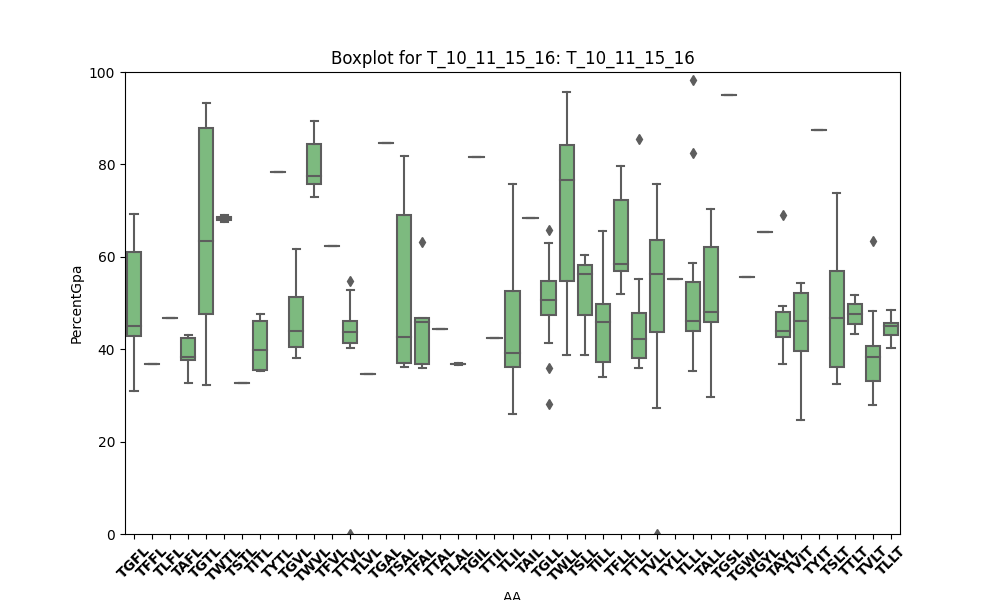 Boxplot for T_10_11_15_16: T_10_11_15_16
100
80
60
40
20
0
PercentGpa
TGFL TFFL TLFL TAFL TGTL TWTL TSTL TITL TYTL TGVL TWVL TFVL TTVL TLVL TGAL TSAL TFAL TTAL TLAL TGIL TTIL TLIL TAIL TGLL TWLL TSLL TILL TFLL TTLL TVLL TYLL TLLL TALL TGSL TGWL TGYL TAYL TVIT TYIT TSLT TTLT TVLT TLLT
AA